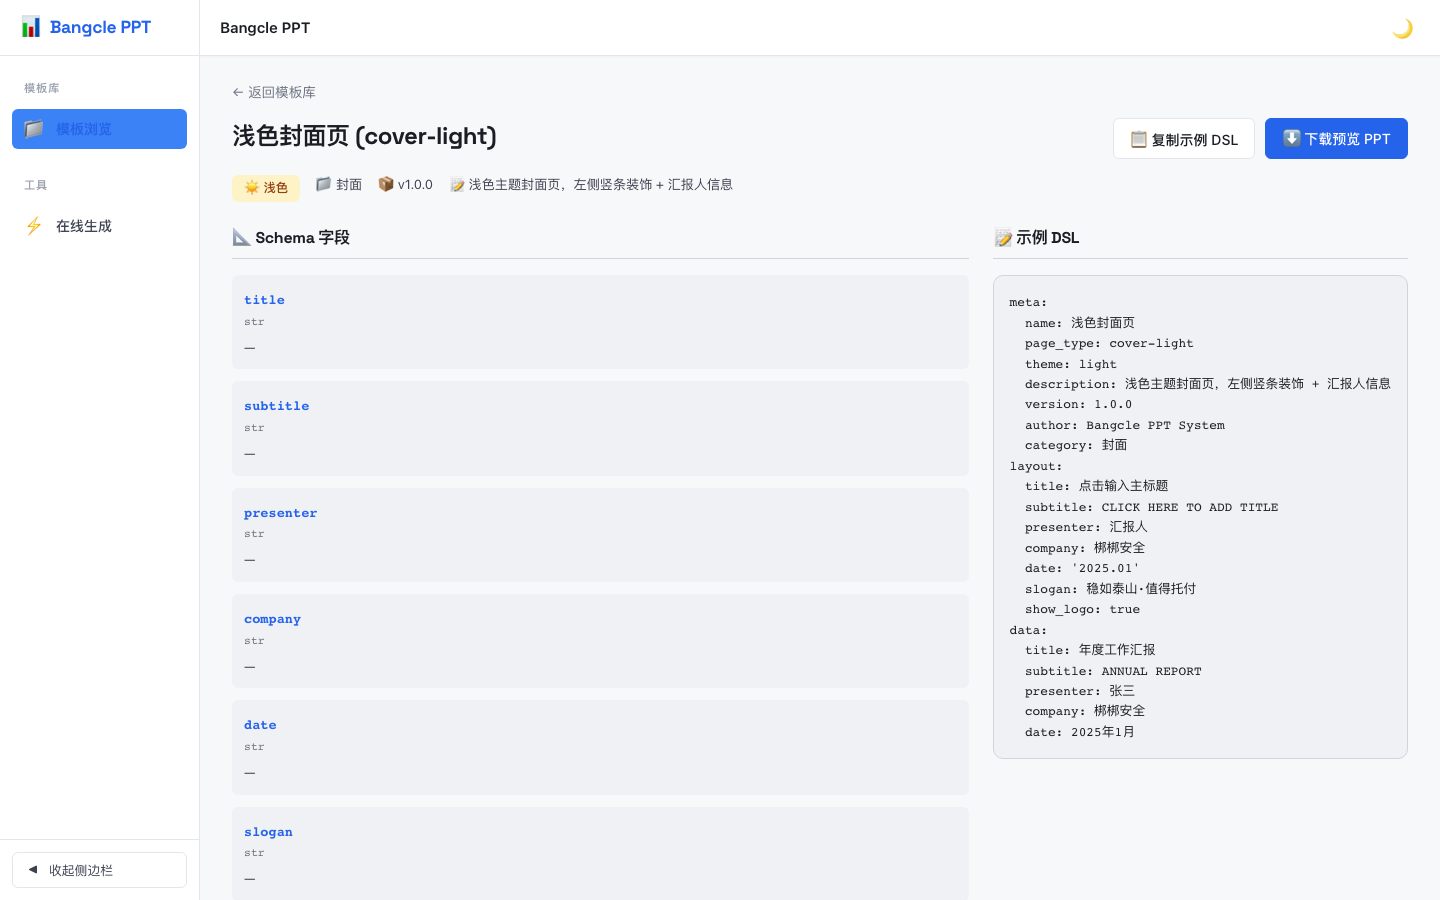 Bangcle PPT
模板库
模板浏览
工具
在线生成
收起侧边栏
Bangcle PPT
← 返回模板库
浅色封面页 (cover-light)
复制示例 DSL
下载预览 PPT
浅色
封面
v1.0.0
浅色主题封面页，左侧竖条装饰 + 汇报人信息
Schema 字段
title
str
—
subtitle
str
—
presenter
str
—
company
str
—
date
str
—
slogan
str
—
示例 DSL
meta:
name: 浅色封面页
page_type: cover-light
theme: light
description: 浅色主题封面页，左侧竖条装饰 + 汇报人信息
version: 1.0.0
author: Bangcle PPT System
category: 封面
layout:
title: 点击输入主标题
subtitle: CLICK HERE TO ADD TITLE
presenter: 汇报人
company: 梆梆安全
date: '2025.01'
slogan: 稳如泰山·值得托付
show_logo: true
data:
title: 年度工作汇报
subtitle: ANNUAL REPORT
presenter: 张三
company: 梆梆安全
date: 2025年1月